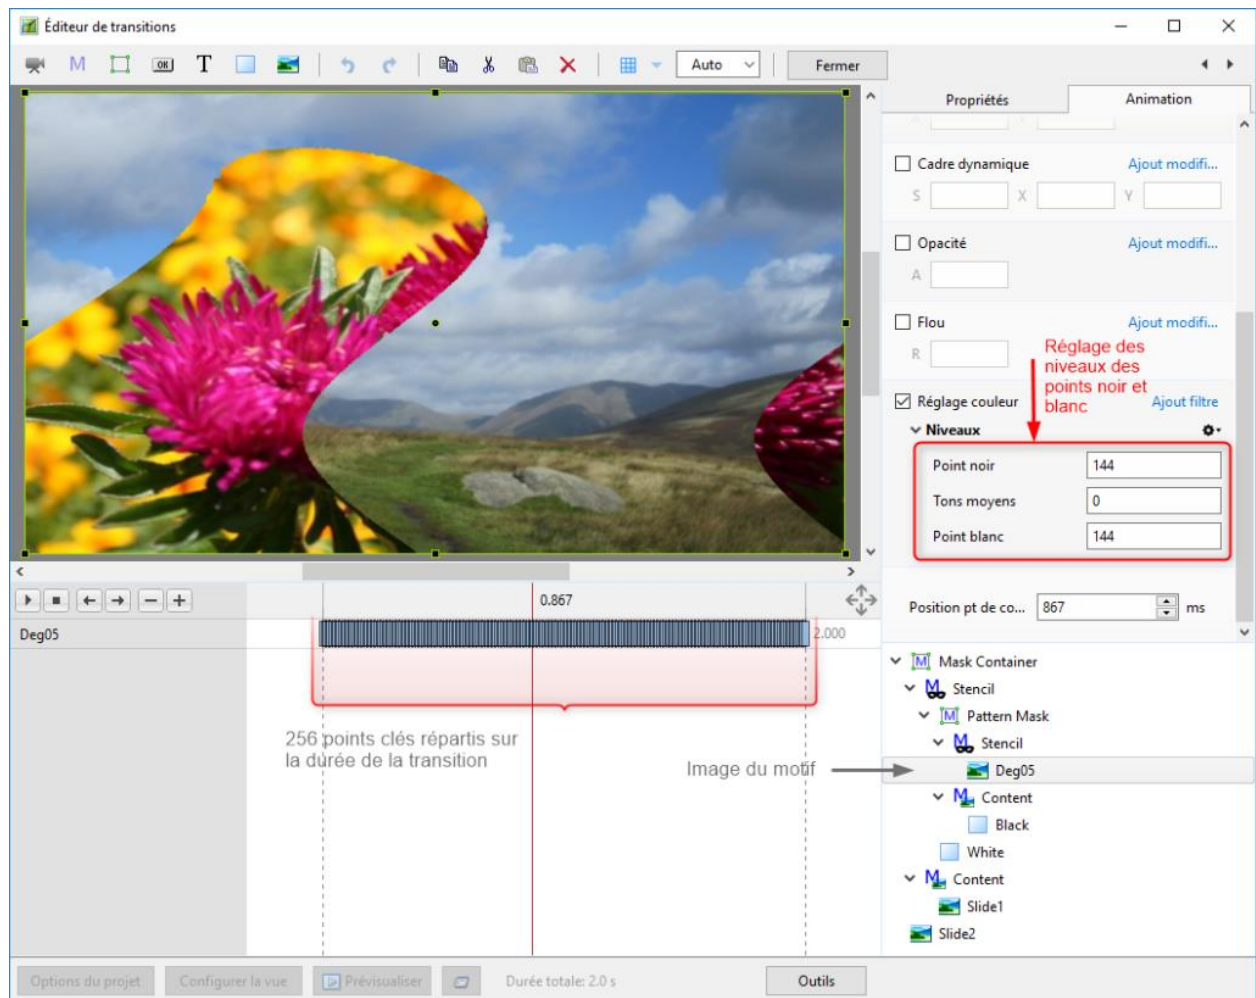 Éditeur de transitions
M
OK
T
Auto
Fermer
Propriétés
Animation
Cadre dynamique
Ajout modifi...
S
X
Y
Opacité
Ajout modifi...
A
Flou
Ajout modifi...
R
Réglage des
niveaux des
points noir et
blanc
Réglage couleur
Ajout filtre
Niveaux
Point noir
144
Tons moyens
0
Point blanc
144
Position pt de co...
867
ms
0.867
Deg05
2.000
256 points clés répartis sur
la durée de la transition
Image du motif
Mask Container
Stencil
Pattern Mask
Stencil
Deg05
Content
Black
White
Content
Slide1
Slide2
Options du projet
Configurer la vue
Prévisualiser
Durée totale: 2.0 s
Outils